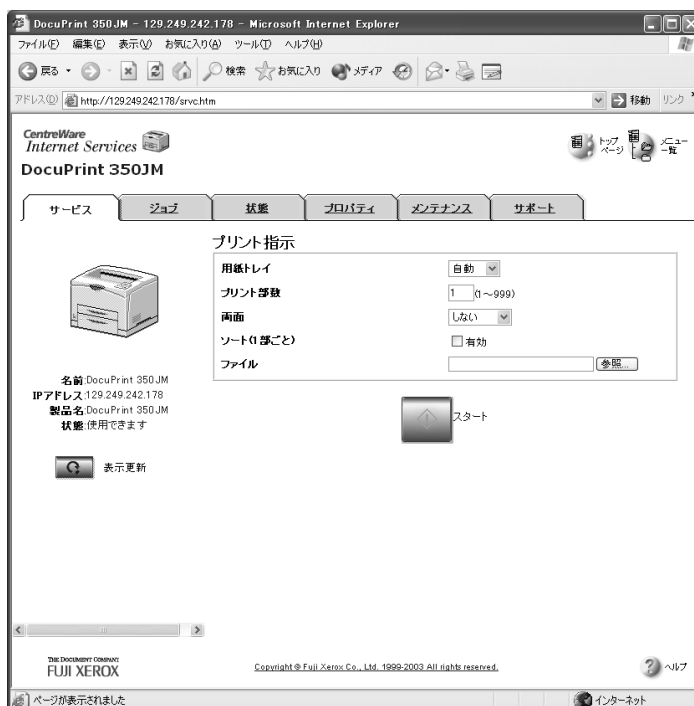 DocuPrint 350JM - 129.249.242.178 - Microsoft Internet Explorer
ファイル(F) 編集(E) 表示(V) お気に入り(A) ツール(T) ヘルプ(H)
戻る 検索 お気に入り メディア
アドレス(D) http://129.249.242.178/srvc.htm 移動 リンク
CentreWare
Internet Services
トップページ メニュー一覧
DocuPrint 350JM
サービス ジョブ 状態 プロパティ メンテナンス サポート
プリント指示
用紙トレイ 自動
プリント部数 1 (1～999)
両面 しない
ソート(1部ごと) 有効
ファイル 参照...
名前:DocuPrint 350JM
IPアドレス:129.249.242.178
製品名:DocuPrint 350JM
状態:使用できます
スタート
表示更新
THE DOCUMENT COMPANY
FUJI XEROX
Copyright © Fuji Xerox Co., Ltd. 1999-2003 All rights reserved.
ヘルプ
ページが表示されました インターネット